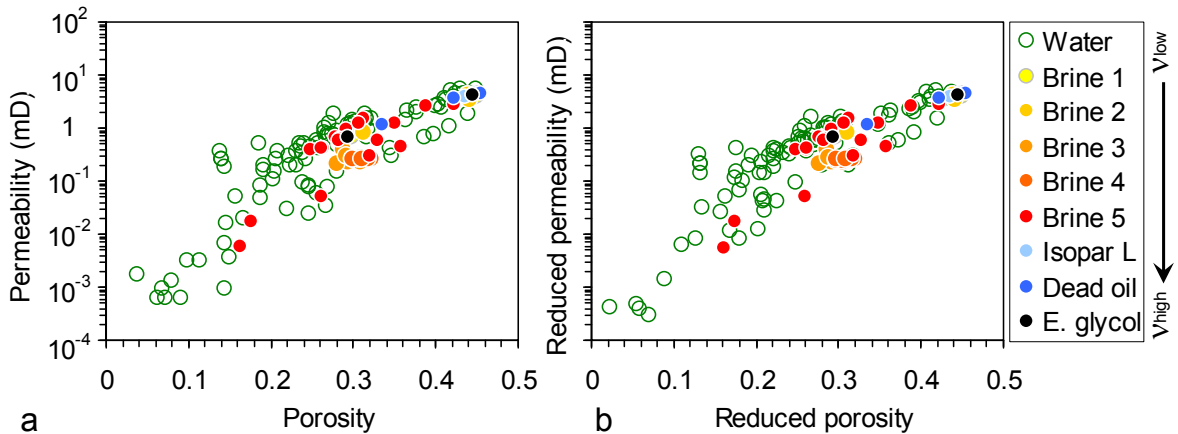 Permeability (mD)
10²
10¹
1
10⁻¹
10⁻²
10⁻³
10⁻⁴
0
0.1
0.2
0.3
0.4
0.5
a
Porosity
Reduced permeability (mD)
0
0.1
0.2
0.3
0.4
0.5
b
Reduced porosity
Water
Brine 1
Brine 2
Brine 3
Brine 4
Brine 5
Isopar L
Dead oil
E. glycol
νlow
νhigh